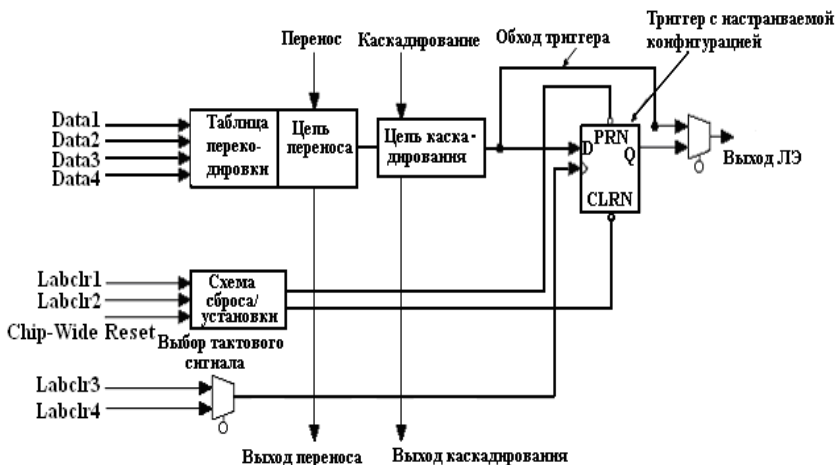 Триггер с настраиваемой
конфигурацией
Перенос
Каскадирование
Обход триггера
Data1
Data2
Data3
Data4
Таблица
переко-
дировки
Цепь
переноса
Цепь каска-
дирования
PRN
D
Q
CLRN
Выход ЛЭ
Labclr1
Labclr2
Chip-Wide Reset
Схема
сброса/
установки
Выбор тактового
сигнала
Labclr3
Labclr4
Выход переноса
Выход каскадирования